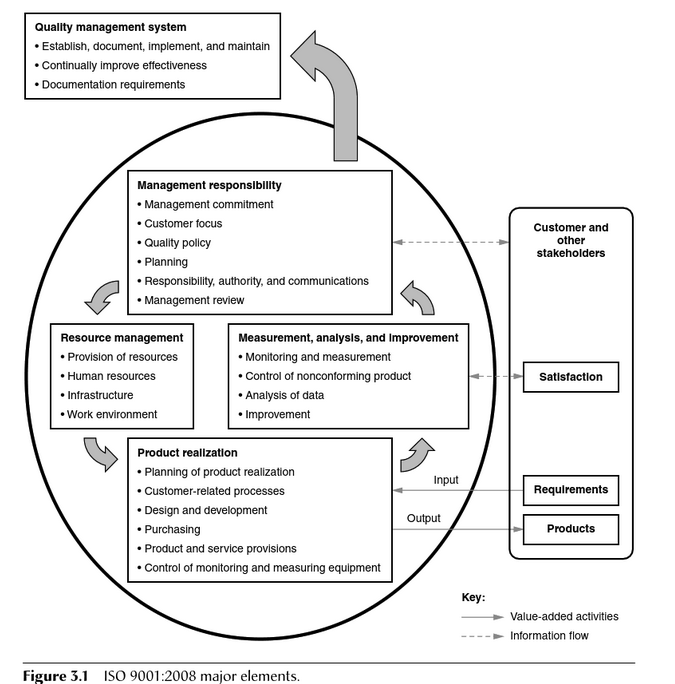 Quality management system
• Establish, document, implement, and maintain
• Continually improve effectiveness
• Documentation requirements
Management responsibility
• Management commitment
• Customer focus
• Quality policy
• Planning
• Responsibility, authority, and communications
• Management review
Customer and
other
stakeholders
Resource management
• Provision of resources
• Human resources
• Infrastructure
• Work environment
Measurement, analysis, and improvement
• Monitoring and measurement
• Control of nonconforming product
• Analysis of data
• Improvement
Satisfaction
Product realization
• Planning of product realization
• Customer-related processes
• Design and development
• Purchasing
• Product and service provisions
• Control of monitoring and measuring equipment
Input
Requirements
Output
Products
Key:
Value-added activities
Information flow
Figure 3.1 ISO 9001:2008 major elements.